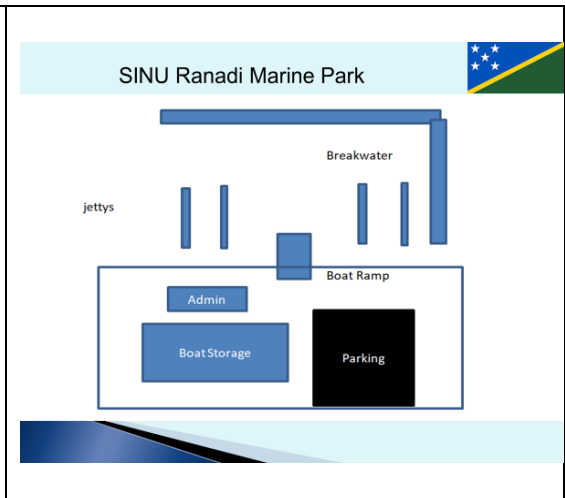 SINU Ranadi Marine Park
Breakwater
jettys
Boat Ramp
Admin
Boat Storage
Parking